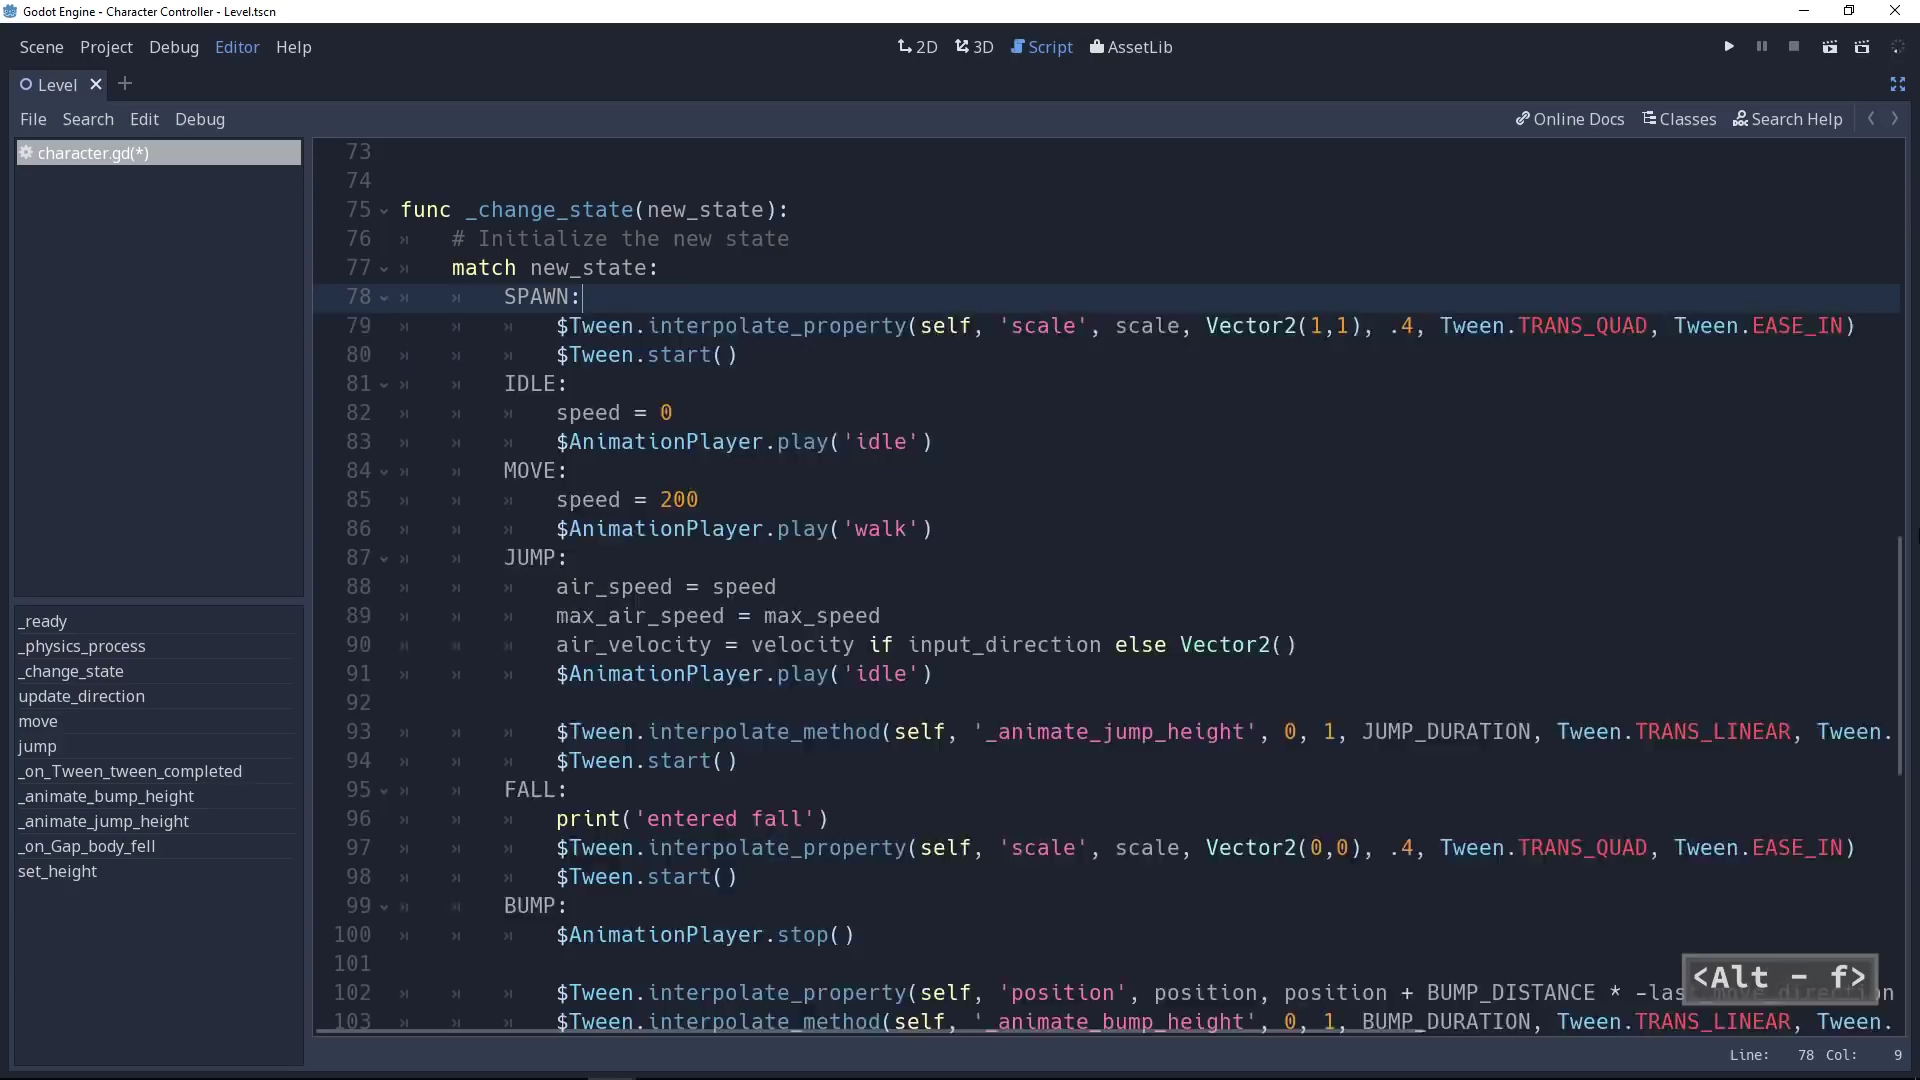 Godot Engine - Character Controller - Level.tscn
Scene Project Debug Editor Help 2D 3D Script AssetLib
Level
File Search Edit Debug Online Docs Classes Search Help
character.gd(*)
_ready
_physics_process
_change_state
update_direction
move
jump
_on_Tween_tween_completed
_animate_bump_height
_animate_jump_height
_on_Gap_body_fell
set_height
73
74
75 func _change_state(new_state):
76 # Initialize the new state
77 match new_state:
78 SPAWN:
79 $Tween.interpolate_property(self, 'scale', scale, Vector2(1,1), .4, Tween.TRANS_QUAD, Tween.EASE_IN)
80 $Tween.start()
81 IDLE:
82 speed = 0
83 $AnimationPlayer.play('idle')
84 MOVE:
85 speed = 200
86 $AnimationPlayer.play('walk')
87 JUMP:
88 air_speed = speed
89 max_air_speed = max_speed
90 air_velocity = velocity if input_direction else Vector2()
91 $AnimationPlayer.play('idle')
92
93 $Tween.interpolate_method(self, '_animate_jump_height', 0, 1, JUMP_DURATION, Tween.TRANS_LINEAR, Tween.
94 $Tween.start()
95 FALL:
96 print('entered fall')
97 $Tween.interpolate_property(self, 'scale', scale, Vector2(0,0), .4, Tween.TRANS_QUAD, Tween.EASE_IN)
98 $Tween.start()
99 BUMP:
100 $AnimationPlayer.stop()
101
102 $Tween.interpolate_property(self, 'position', position, position + BUMP_DISTANCE * -last_move_direction
103 $Tween.interpolate_method(self, '_animate_bump_height', 0, 1, BUMP_DURATION, Tween.TRANS_LINEAR, Tween.
<Alt - f>
Line: 78 Col: 9